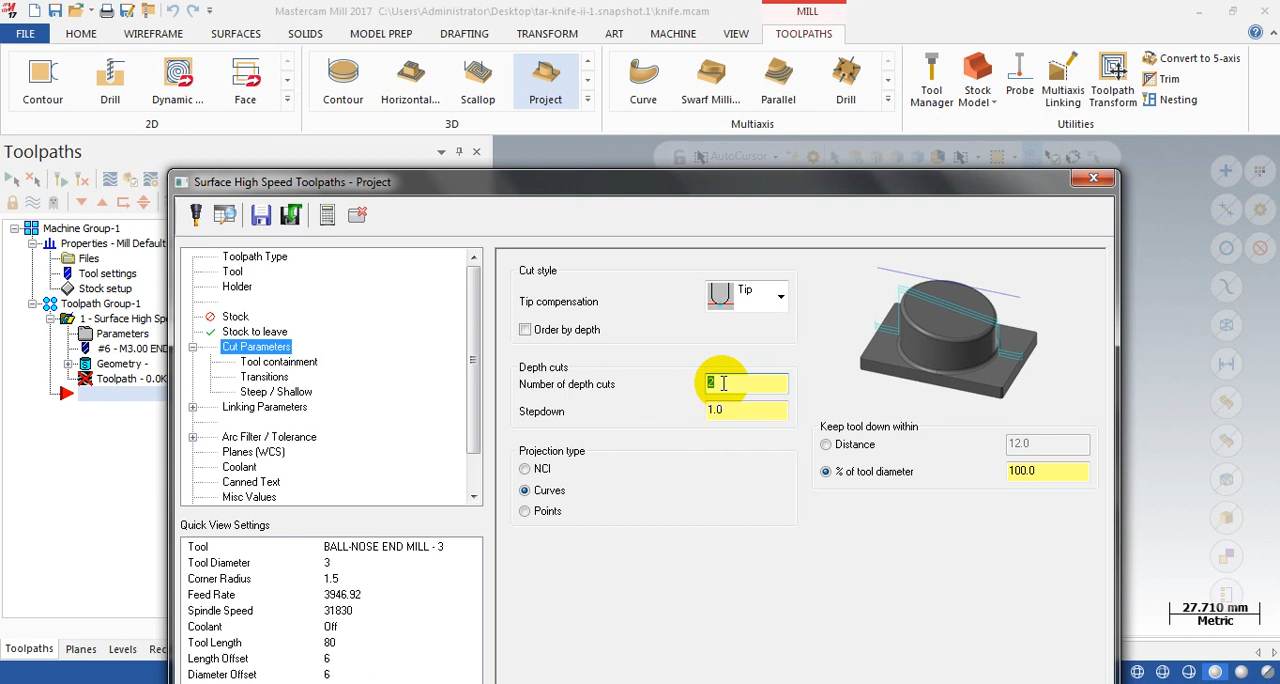 17
Mastercam Mill 2017 C:\Users\Administrator\Desktop\tar-knife-ii-1.snapshot.1\knife.mcam
MILL
FILE HOME WIREFRAME SURFACES SOLIDS MODEL PREP DRAFTING TRANSFORM ART MACHINE VIEW TOOLPATHS
Contour Drill Dynamic ... Face Contour Horizontal... Scallop Project Curve Swarf Milli... Parallel Drill Tool Manager Stock Model Probe Multiaxis Linking Toolpath Transform Convert to 5-axis
Trim
Nesting
2D 3D Multiaxis Utilities
Toolpaths
AutoCursor
Surface High Speed Toolpaths - Project
Machine Group-1
Properties - Mill Default
Files
Tool settings
Stock setup
Toolpath Group-1
1 - Surface High Spe
Parameters
#6 - M3.00 END
Geometry -
Toolpath - 0.0K
Toolpath Type
Tool
Holder
Stock
Stock to leave
Cut Parameters
Tool containment
Transitions
Steep / Shallow
Linking Parameters
Arc Filter / Tolerance
Planes (WCS)
Coolant
Canned Text
Misc Values
Cut style
Tip compensation Tip
Order by depth
Depth cuts
Number of depth cuts 2
Stepdown 1.0
Projection type
NCI
Curves
Points
Keep tool down within
Distance 12.0
% of tool diameter 100.0
Quick View Settings
Tool BALL-NOSE END MILL - 3
Tool Diameter 3
Corner Radius 1.5
Feed Rate 3946.92
Spindle Speed 31830
Coolant Off
Tool Length 80
Length Offset 6
Diameter Offset 6
27.710 mm
Metric
Toolpaths Planes Levels Rec